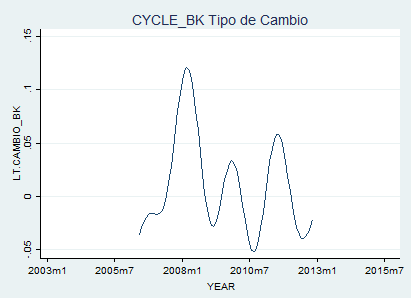 CYCLE_BK Tipo de Cambio
LT.CAMBIO_BK
.15
.1
.05
0
-.05
2003m1 2005m7 2008m1 2010m7 2013m1 2015m7
YEAR